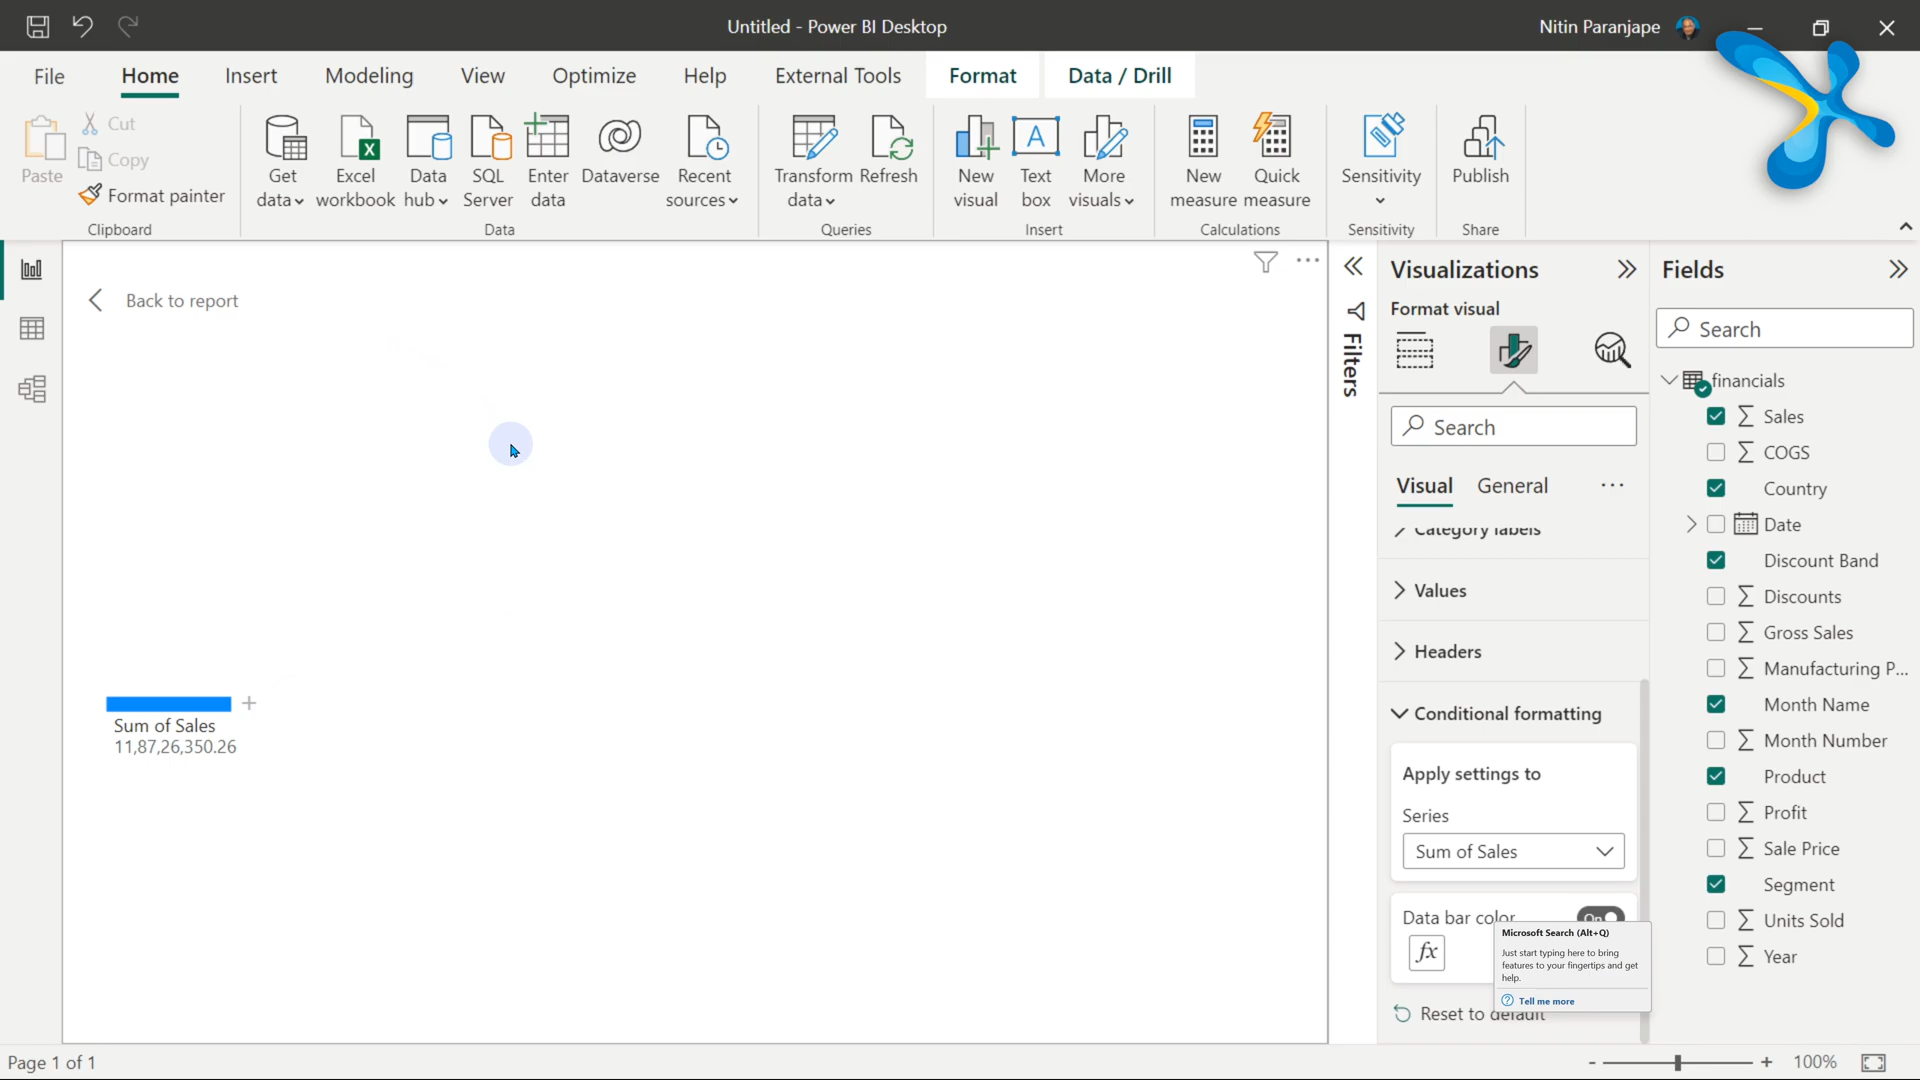 Untitled - Power BI Desktop
Nitin Paranjape
File
Home
Insert
Modeling
View
Optimize
Help
External Tools
Format
Data / Drill
Paste
Cut
Copy
Format painter
Clipboard
Get data
Excel workbook
Data hub
SQL Server
Enter data
Dataverse
Recent sources
Data
Transform data
Refresh
Queries
New visual
Text box
More visuals
Insert
New measure
Quick measure
Calculations
Sensitivity
Sensitivity
Publish
Share
Back to report
Sum of Sales
11,87,26,350.26
Filters
Visualizations
Format visual
Search
Visual
General
Category labels
Values
Headers
Conditional formatting
Apply settings to
Series
Sum of Sales
Data bar color
On
fx
Microsoft Search (Alt+Q)
Just start typing here to bring
features to your fingertips and get
help.
Tell me more
Reset to default
Fields
Search
financials
Sales
COGS
Country
Date
Discount Band
Discounts
Gross Sales
Manufacturing P...
Month Name
Month Number
Product
Profit
Sale Price
Segment
Units Sold
Year
Page 1 of 1
100%